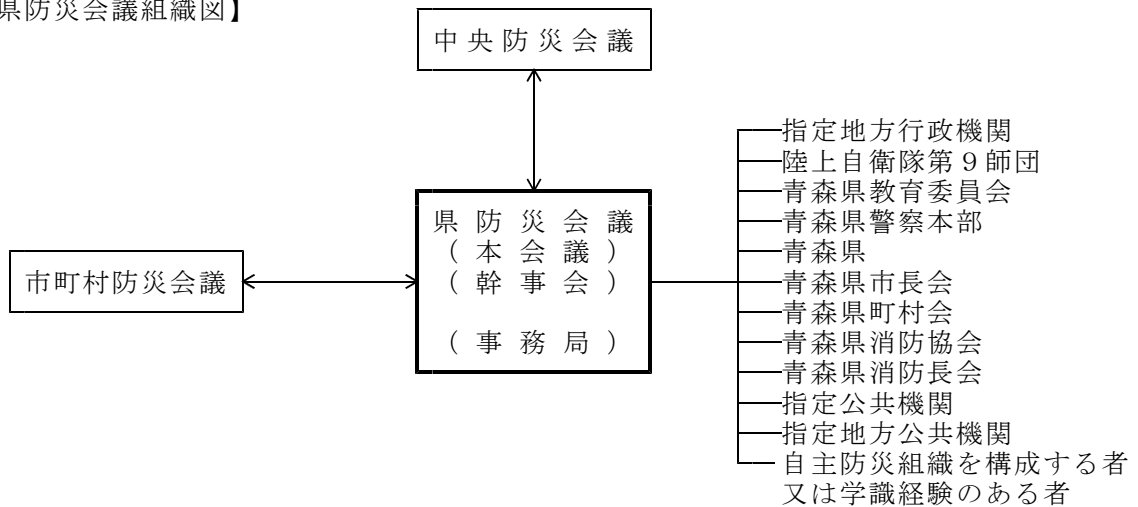 県防災会議組織図】
中央防災会議
市町村防災会議
県防災会議
(本会議)
(幹事会)
(事務局)
指定地方行政機関
陸上自衛隊第９師団
青森県教育委員会
青森県警察本部
青森県
青森県市長会
青森県町村会
青森県消防協会
青森県消防長会
指定公共機関
指定地方公共機関
自主防災組織を構成する者
又は学識経験のある者